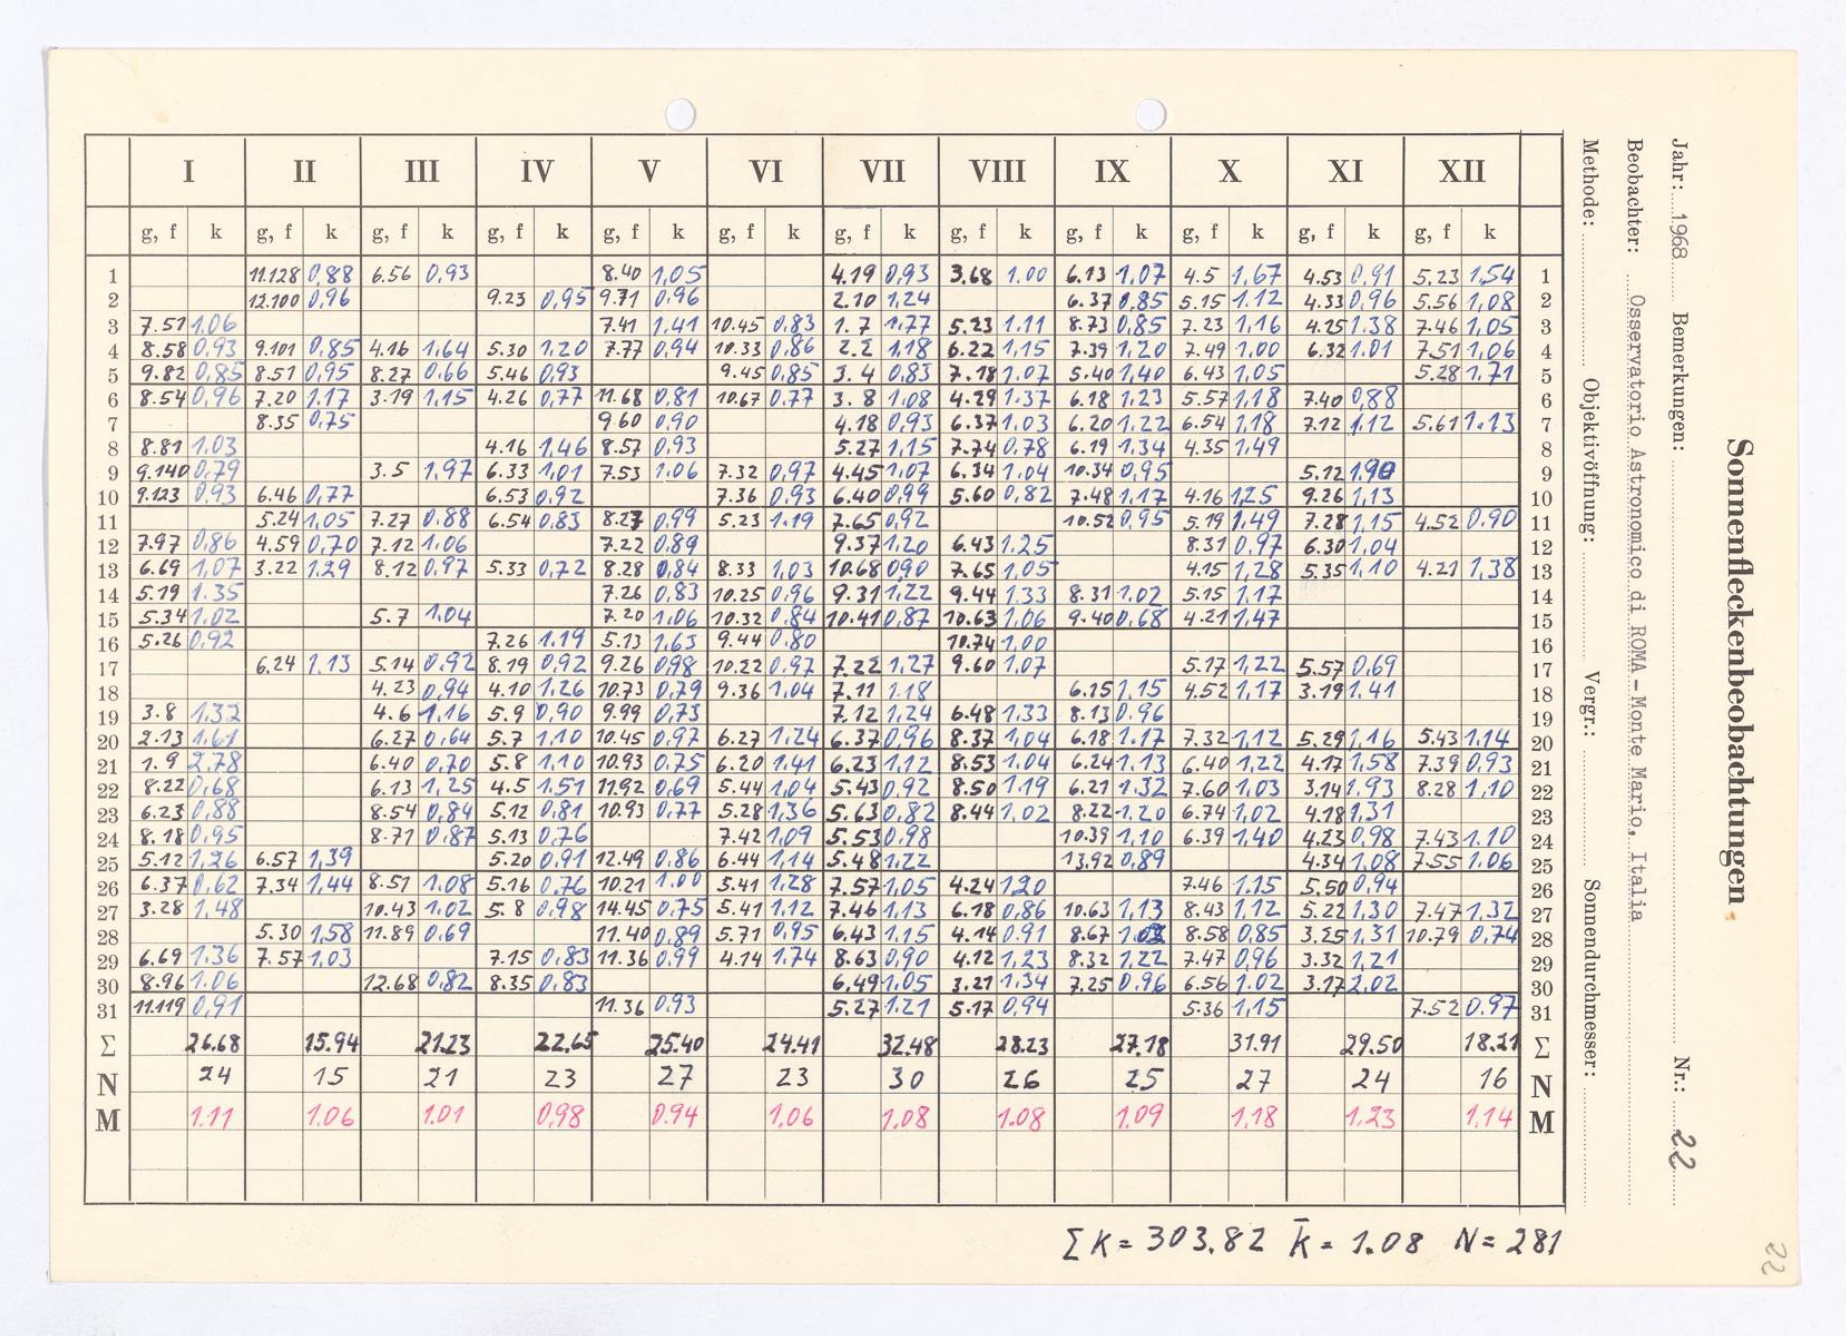 I II III IV V VI VII VIII IX X XI XII
g, f k g, f k g, f k g, f k g, f k g, f k g, f k g, f k g, f k g, f k g, f k g, f k
1 11.128 0,88 6.56 0,93 8.40 1,05 4.19 0,93 3.68 1.00 6.13 1,07 4.5 1,67 4.53 0,91 5.23 1,54 1
2 12.100 0,96 9.23 0,95 9.71 0,96 2.10 1,24 6.37 0,85 5.15 1.12 4.33 0,96 5.56 1,08 2
3 7.51 1.06 7.41 1,41 10.45 0,83 1.7 1,77 5.23 1.11 8.73 0,85 7.23 1,16 4.25 1.38 7.46 1,05 3
4 8.58 0,93 9.101 0,85 4.16 1,64 5.30 1,20 7.77 0,94 10.33 0,86 2.2 1,18 6.22 1,15 7.39 1,20 7.49 1,00 6.32 1.01 7.51 1,06 4
5 9.82 0,85 8.51 0,95 8.27 0.66 5.46 0,93 9.45 0,85 3.4 0,83 7.18 1.07 5.40 1,40 6.43 1,05 5.28 1,71 5
6 8.54 0,96 7.20 1,17 3.19 1,15 4.26 0,77 11.68 0,81 10.67 0,77 3.8 1,08 4.29 1.37 6.18 1,23 5.57 1,18 7.40 0,88 6
7 8.35 0,75 9.60 0,90 4.18 0,93 6.37 1.03 6.20 1,22 6.54 1,18 7.12 1,12 5.61 1.13 7
8 8.81 1.03 4.16 1,46 8.57 0,93 5.27 1,15 7.74 0,78 6.19 1,34 4.35 1,49 8
9 9.140 0,79 3.5 1,97 6.33 1,01 7.53 1.06 7.32 0,97 4.45 1,07 6.34 1,04 10.34 0,95 5.12 1,90 9
10 9.123 0,93 6.46 0,77 6.53 0,92 7.36 0,93 6.40 0,99 5.60 0,82 7.48 1,17 4.16 1,25 9.26 1,13 10
11 5.24 1,05 7.27 0,88 6.54 0,83 8.27 0,99 5.23 1.19 7.65 0,92 10.52 0,95 5.19 1,49 7.28 1,15 4.52 0.90 11
12 7.97 0,86 4.59 0,70 7.12 1.06 7.22 0,89 9.37 1,20 6.43 1.25 8.31 0,97 6.30 1,04 12
13 6.69 1,07 3.22 1,29 8.12 0,97 5.33 0,72 8.28 0,84 8.33 1,03 10.68 0,90 7.65 1,05 4.15 1,28 5.35 1,10 4.21 1,38 13
14 5.19 1.35 7.26 0,83 10.25 0,96 9.31 1,22 9.44 1.33 8.31 1.02 5.15 1,17 14
15 5.34 1,02 5.7 1,04 7.20 1,06 10.32 0,84 10.41 0,87 10.63 1,06 9.40 0,68 4.21 1,47 15
16 5.26 0,92 7.26 1.19 5.13 1,63 9.44 0,80 10.74 1,00 16
17 6.24 1,13 5.14 0,92 8.19 0,92 9.26 0,98 10.22 0,97 7.22 1,27 9.60 1,07 5.17 1,22 5.57 0,69 17
18 4.23 0,94 4.10 1,26 10.73 0,79 9.36 1,04 7.11 1,18 6.25 1,15 4.52 1,17 3.19 1.41 18
19 3.8 1,32 4.6 1,16 5.9 0,90 9.99 0,73 7.12 1,24 6.48 1,33 8.13 0.96 19
20 2.13 1,61 6.27 0,64 5.7 1,10 10.45 0,97 6.27 1,24 6.37 0,96 8.37 1,04 6.18 1.17 7.32 1,12 5.29 1,16 5.43 1.14 20
21 1.9 2,78 6.40 0,70 5.8 1,10 10.93 0.75 6.20 1.41 6.23 1,12 8.53 1.04 6.24 1.13 6.40 1,22 4.17 1,58 7.39 0,93 21
22 8.22 0,68 6.13 1,25 4.5 1.51 11.92 0,69 5.44 1,04 5.43 0,92 8.50 1.19 6.21 1,32 7.60 1,03 3.14 1,93 8.28 1,10 22
23 6.23 0,88 8.54 0,84 5.12 0,81 10.93 0,77 5.28 1,36 5.63 0,82 8.44 1,02 8.22 1.20 6.74 1,02 4.18 1,31 23
24 8.18 0,95 8.71 0,87 5.13 0,76 7.42 1,09 5.53 0,98 10.39 1,10 6.39 1,40 4.23 0,98 7.43 1.10 24
25 5.12 1,26 6.57 1,39 5.20 0,91 12.49 0.86 6.44 1,14 5.48 1,22 13.92 0,89 4.34 1,08 7.55 1.06 25
26 6.37 0,62 7.34 1,44 8.51 1.08 5.16 0,76 10.21 1.00 5.41 1,28 7.57 1,05 4.24 1,20 7.46 1.15 5.50 0,94 26
27 3.28 1,48 10.43 1.02 5.8 0,98 14.45 0.75 5.41 1,12 7.46 1,13 6.18 0,86 10.63 1,13 8.43 1,12 5.22 1,30 7.47 1,32 27
28 5.30 1,58 11.89 0,69 11.40 0,89 5.71 0,95 6.43 1.15 4.14 0.91 8.67 8.58 0,85 3.25 1,31 10.79 0,74 28
29 6.69 1,36 7.57 1,03 7.15 0,83 11.36 0.99 4.14 1.74 8.63 0,90 4.12 1,23 8.32 1,22 7.47 0,96 3.32 1,21 29
30 8.96 1.06 12.68 0,82 8.35 0,83 6.49 1.05 3.21 1,34 7.25 0,96 6.56 1.02 3.17 2.02 30
31 11.119 0,91 11.36 0,93 5.27 1.21 5.17 0,94 5.36 1,15 7.52 0.97 31
Σ 26.68 15.94 21.23 22.65 25.40 24.41 32.48 28.23 27.18 31.91 29.50 18.21 Σ
N 24 15 21 23 27 23 30 26 25 27 24 16 N
M 1.11 1.06 1.01 0,98 0.94 1.06 1.08 1.08 1.09 1,18 1,23 1,14 M
Σ K = 303.82 k̄ = 1.08 N = 281
Sonnenfleckenbeobachtungen
Jahr: 1968 Bemerkungen: Nr.: 22
Beobachter: Osservatorio Astronomico di ROMA - Monte Mario, Italia
Methode: Objektivöffnung: Vergr.: Sonnendurchmesser:
22